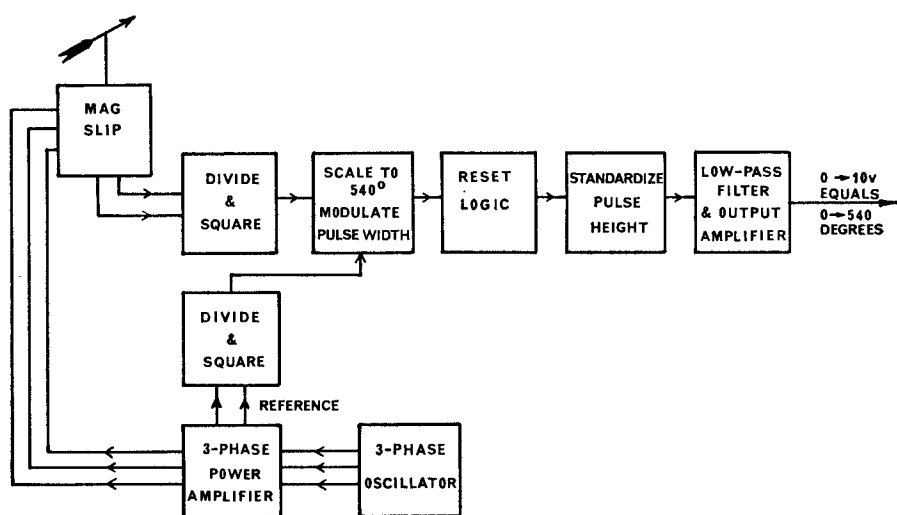 MAG
SLIP
DIVIDE
&
SQUARE
SCALE TO
540°
MODULATE
PULSE WIDTH
RESET
LOGIC
STANDARDIZE
PULSE
HEIGHT
LOW-PASS
FILTER
& OUTPUT
AMPLIFIER
0→10v
EQUALS
0→540
DEGREES
DIVIDE
&
SQUARE
REFERENCE
3-PHASE
POWER
AMPLIFIER
3-PHASE
OSCILLATOR